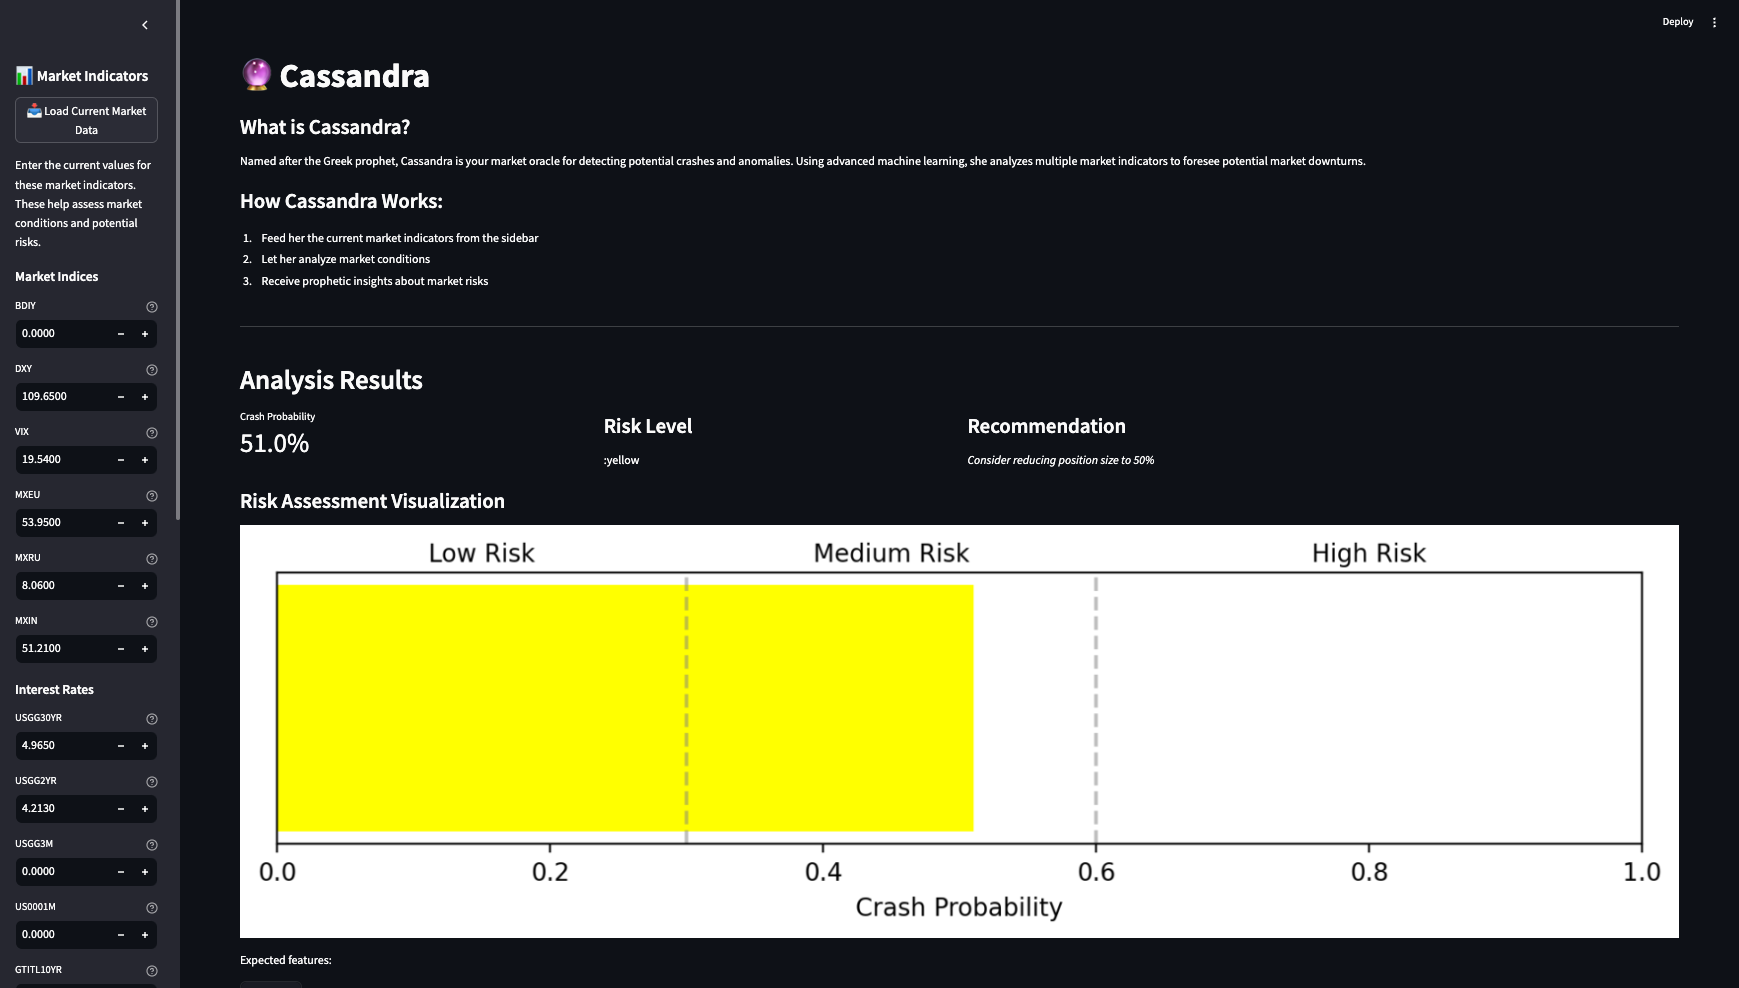 Deploy
Market Indicators
Load Current Market
Data
Enter the current values for
these market indicators.
These help assess market
conditions and potential
risks.
Market Indices
BDIY
0.0000
DXY
109.6500
VIX
19.5400
MXEU
53.9500
MXRU
8.0600
MXIN
51.2100
Interest Rates
USGG30YR
4.9650
USGG2YR
4.2130
USGG3M
0.0000
US0001M
0.0000
GTITL10YR
Cassandra
What is Cassandra?
Named after the Greek prophet, Cassandra is your market oracle for detecting potential crashes and anomalies. Using advanced machine learning, she analyzes multiple market indicators to foresee potential market downturns.
How Cassandra Works:
1. Feed her the current market indicators from the sidebar
2. Let her analyze market conditions
3. Receive prophetic insights about market risks
Analysis Results
Crash Probability
51.0%
Risk Level
:yellow
Recommendation
Consider reducing position size to 50%
Risk Assessment Visualization
Low Risk Medium Risk High Risk
0.0 0.2 0.4 0.6 0.8 1.0
Crash Probability
Expected features: